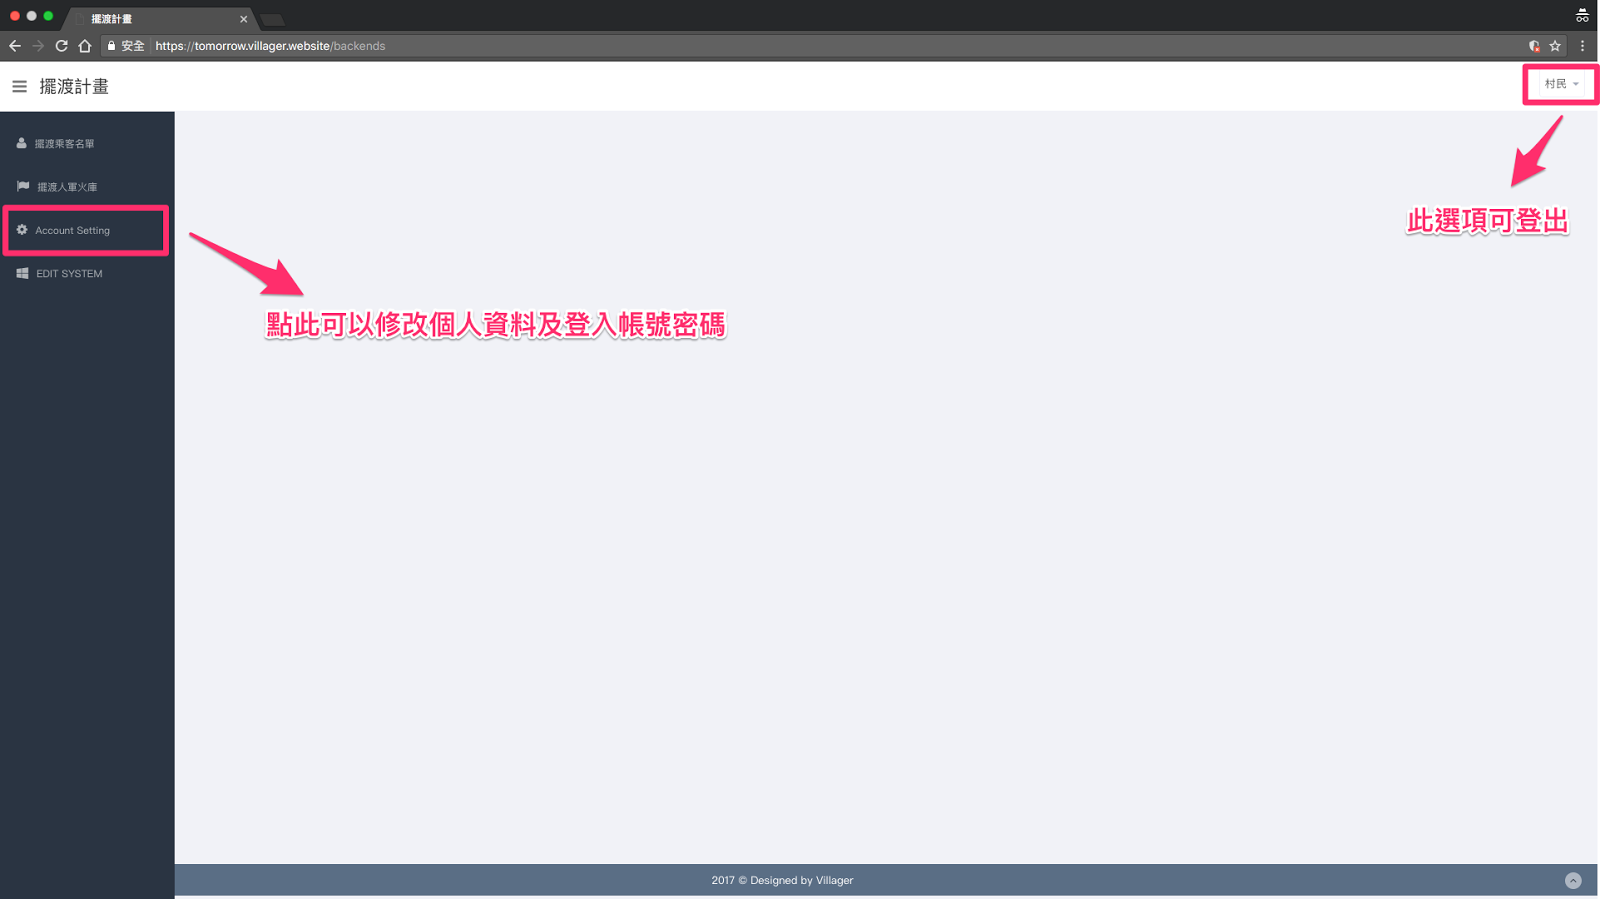 擺渡計畫
安全 https://tomorrow.villager.website/backends
擺渡計畫
村民
擺渡乘客名單
擺渡人軍火庫
Account Setting
EDIT SYSTEM
此選項可登出
點此可以修改個人資料及登入帳號密碼
2017 © Designed by Villager